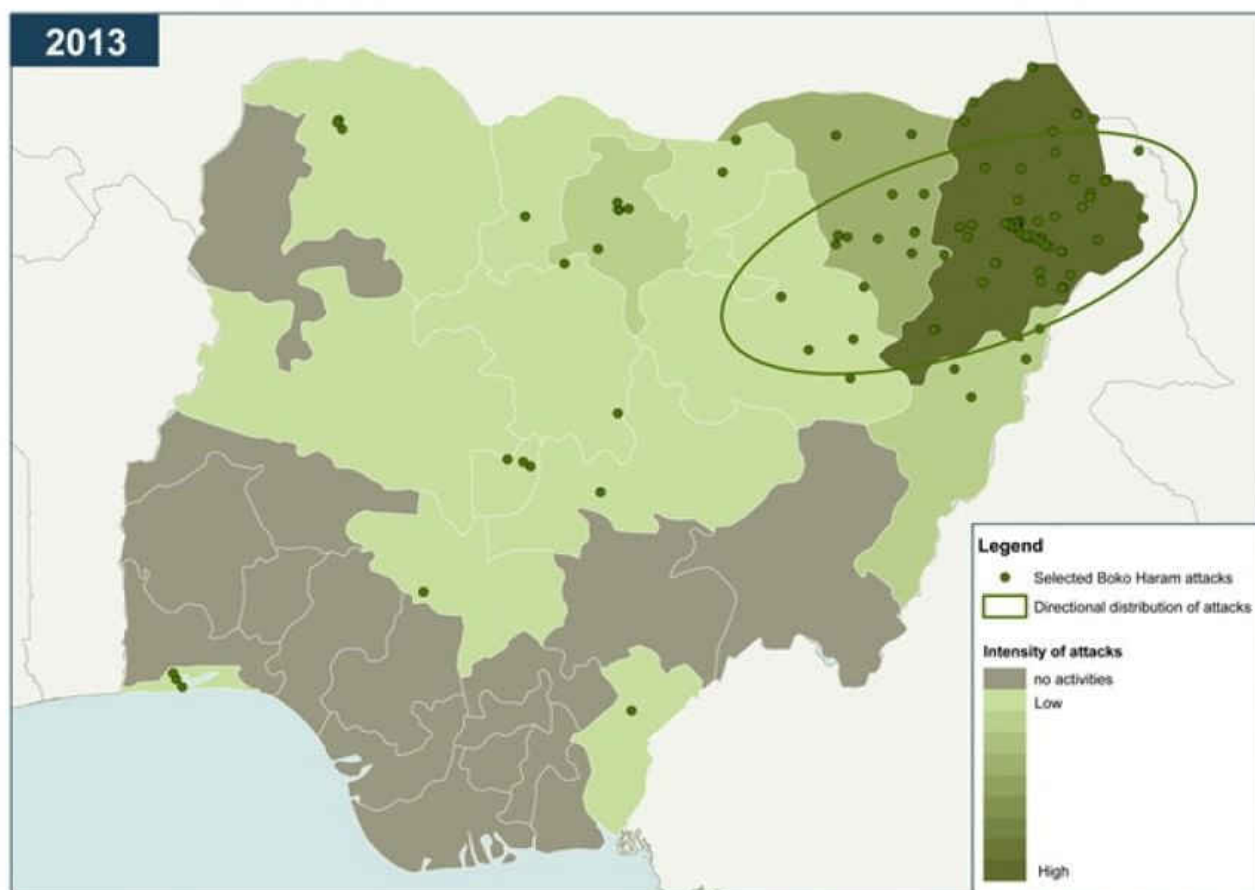 2013
Legend
Selected Boko Haram attacks
Directional distribution of attacks
Intensity of attacks
no activities
Low
High